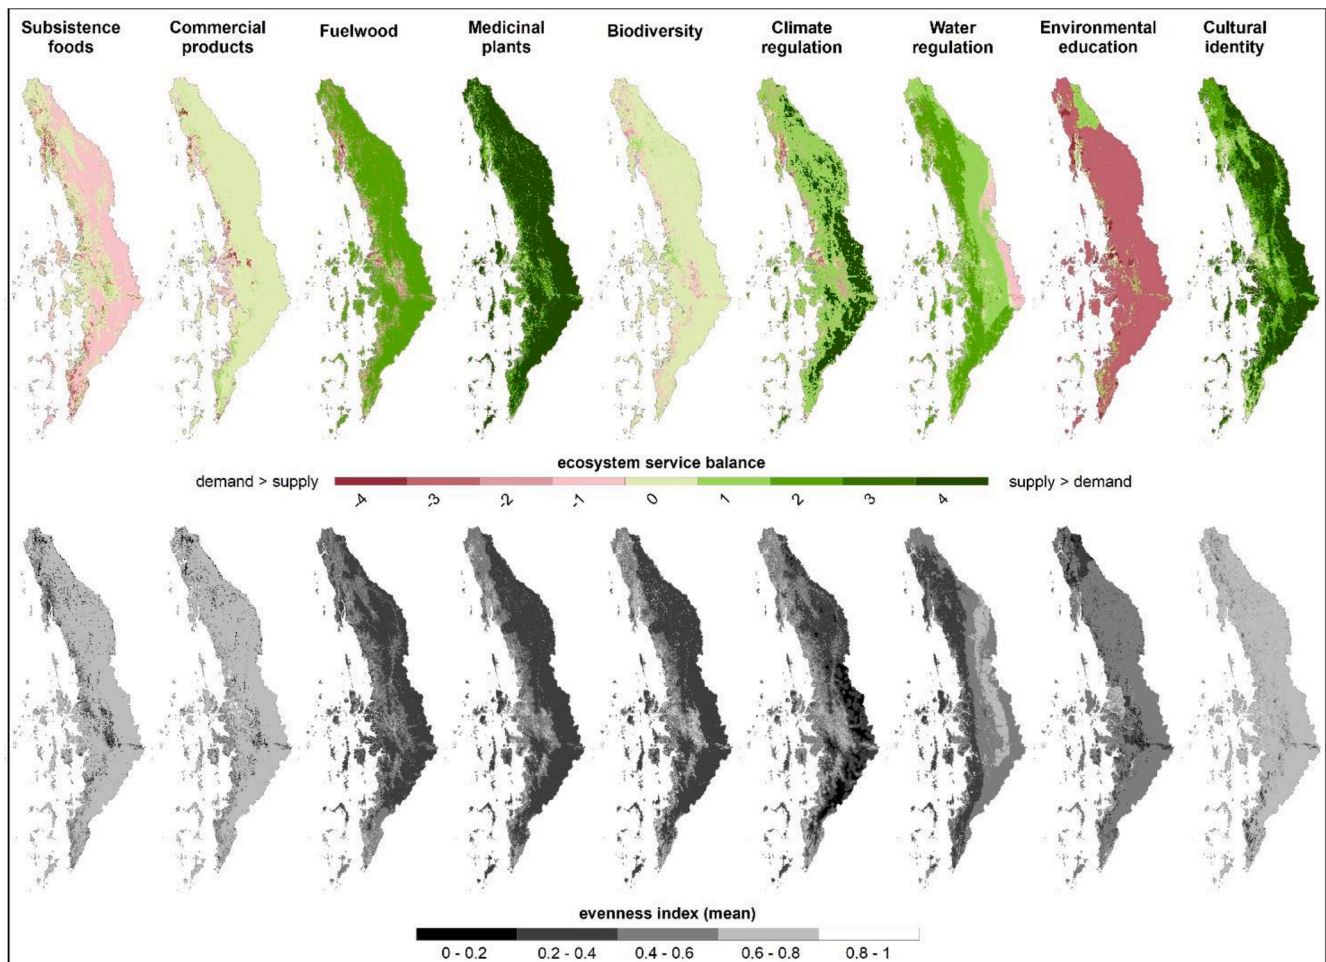 Subsistence foods
Commercial products
Fuelwood
Medicinal plants
Biodiversity
Climate regulation
Water regulation
Environmental education
Cultural identity
ecosystem service balance
demand > supply
supply > demand
-4 -3 -2 -1 0 1 2 3 4
evenness index (mean)
0 - 0.2 0.2 - 0.4 0.4 - 0.6 0.6 - 0.8 0.8 - 1